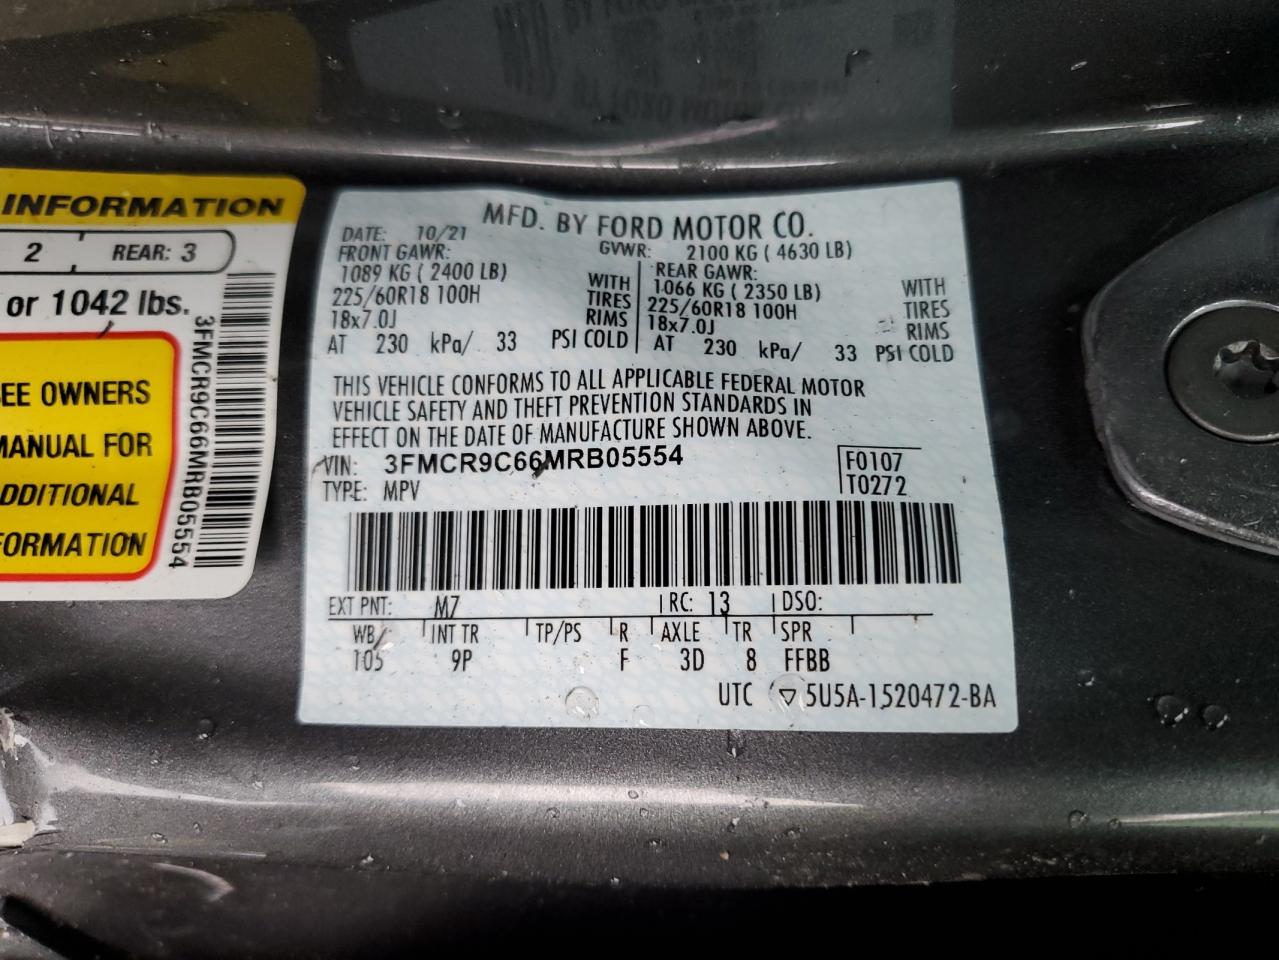 INFORMATION
2 REAR: 3
or 1042 lbs.
EE OWNERS
MANUAL FOR
DDITIONAL
FORMATION
3FMCR9C66MRB05554
MFD. BY FORD MOTOR CO.
DATE: 10/21 GVWR: 2100 KG ( 4630 LB)
FRONT GAWR: REAR GAWR:
1089 KG ( 2400 LB) WITH 1066 KG ( 2350 LB) WITH
225/60R18 100H TIRES 225/60R18 100H TIRES
18x7.0J RIMS 18x7.0J RIMS
AT 230 kPa/ 33 PSI COLD AT 230 kPa/ 33 PSI COLD
THIS VEHICLE CONFORMS TO ALL APPLICABLE FEDERAL MOTOR
VEHICLE SAFETY AND THEFT PREVENTION STANDARDS IN
EFFECT ON THE DATE OF MANUFACTURE SHOWN ABOVE.
VIN: 3FMCR9C66MRB05554 F0107
TYPE: MPV T0272
EXT PNT: M7 RC: 13 DSO:
WB INT TR TP/PS R AXLE TR SPR
105 9P F 3D 8 FFBB
UTC ▽ 5U5A-1520472-BA